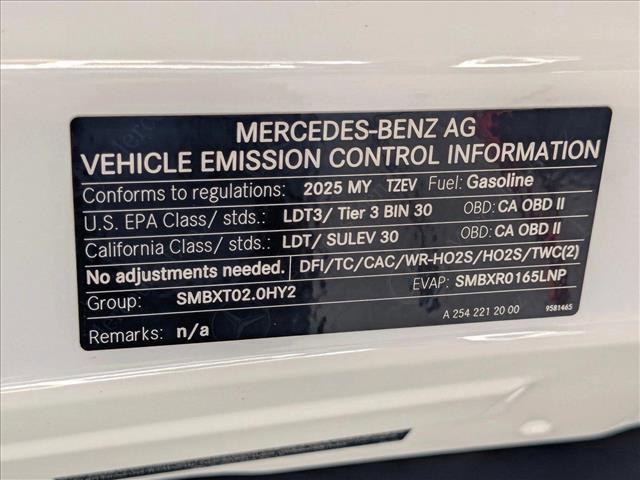 MERCEDES-BENZ AG
VEHICLE EMISSION CONTROL INFORMATION
Conforms to regulations: 2025 MY TZEV Fuel: Gasoline
U.S. EPA Class/ stds.: LDT3/ Tier 3 BIN 30 OBD: CA OBD II
California Class/ stds.: LDT/ SULEV 30 OBD: CA OBD II
No adjustments needed. DFI/TC/CAC/WR-HO2S/HO2S/TWC(2)
Group: SMBXT02.0HY2 EVAP: SMBXR0165LNP
A 254 221 20 00 9581465
Remarks: n/a